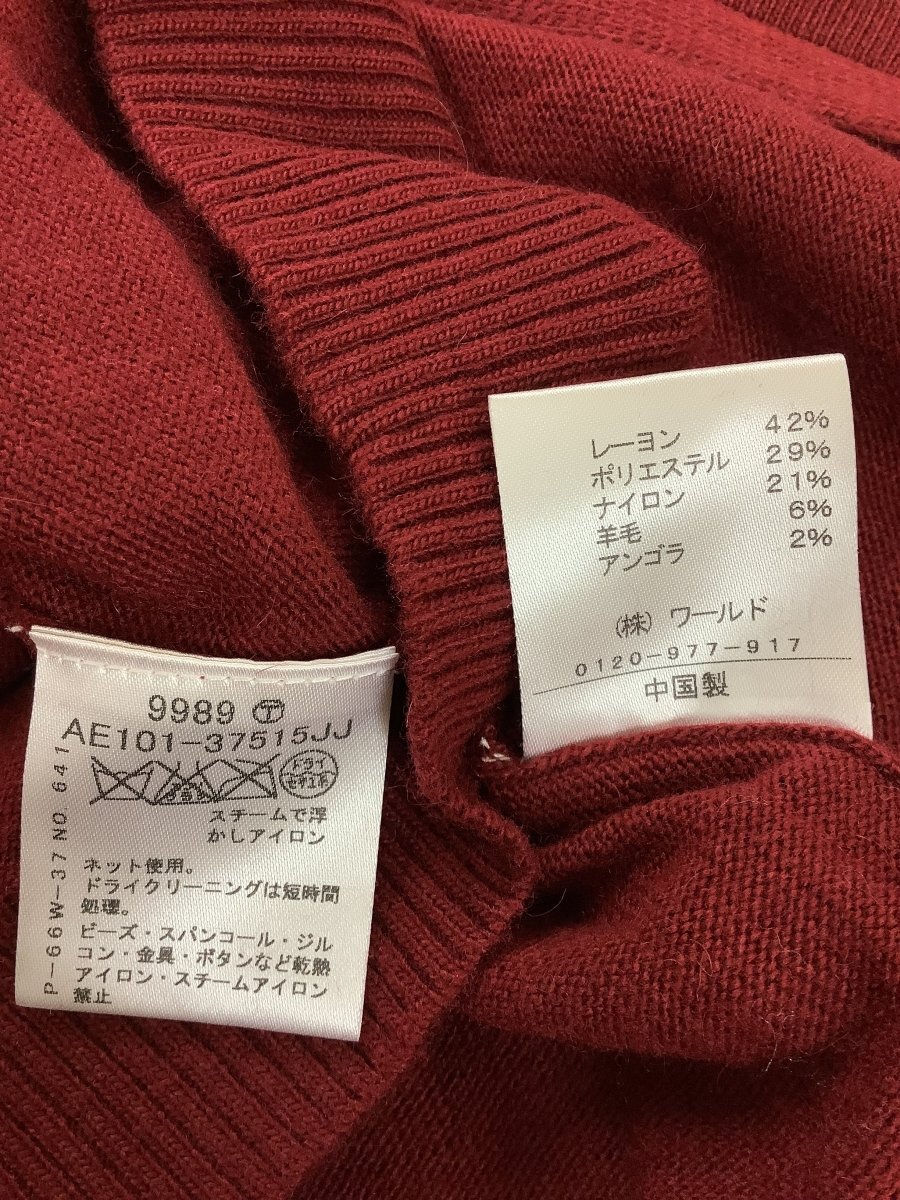 レーヨン 42%
ポリエステル 29%
ナイロン 21%
羊毛 6%
アンゴラ 2%
(株) ワールド
0120-977-917
中国製
9989
AE101-37515JJ
ドライ
セキユ系
スチームで浮
かしアイロン
ネット使用。
ドライクリーニングは短時間
処理。
ビーズ・スパンコール・ジル
コン・金具・ボタンなど乾熱
アイロン・スチームアイロン
禁止
P-66W-37 NO. 641